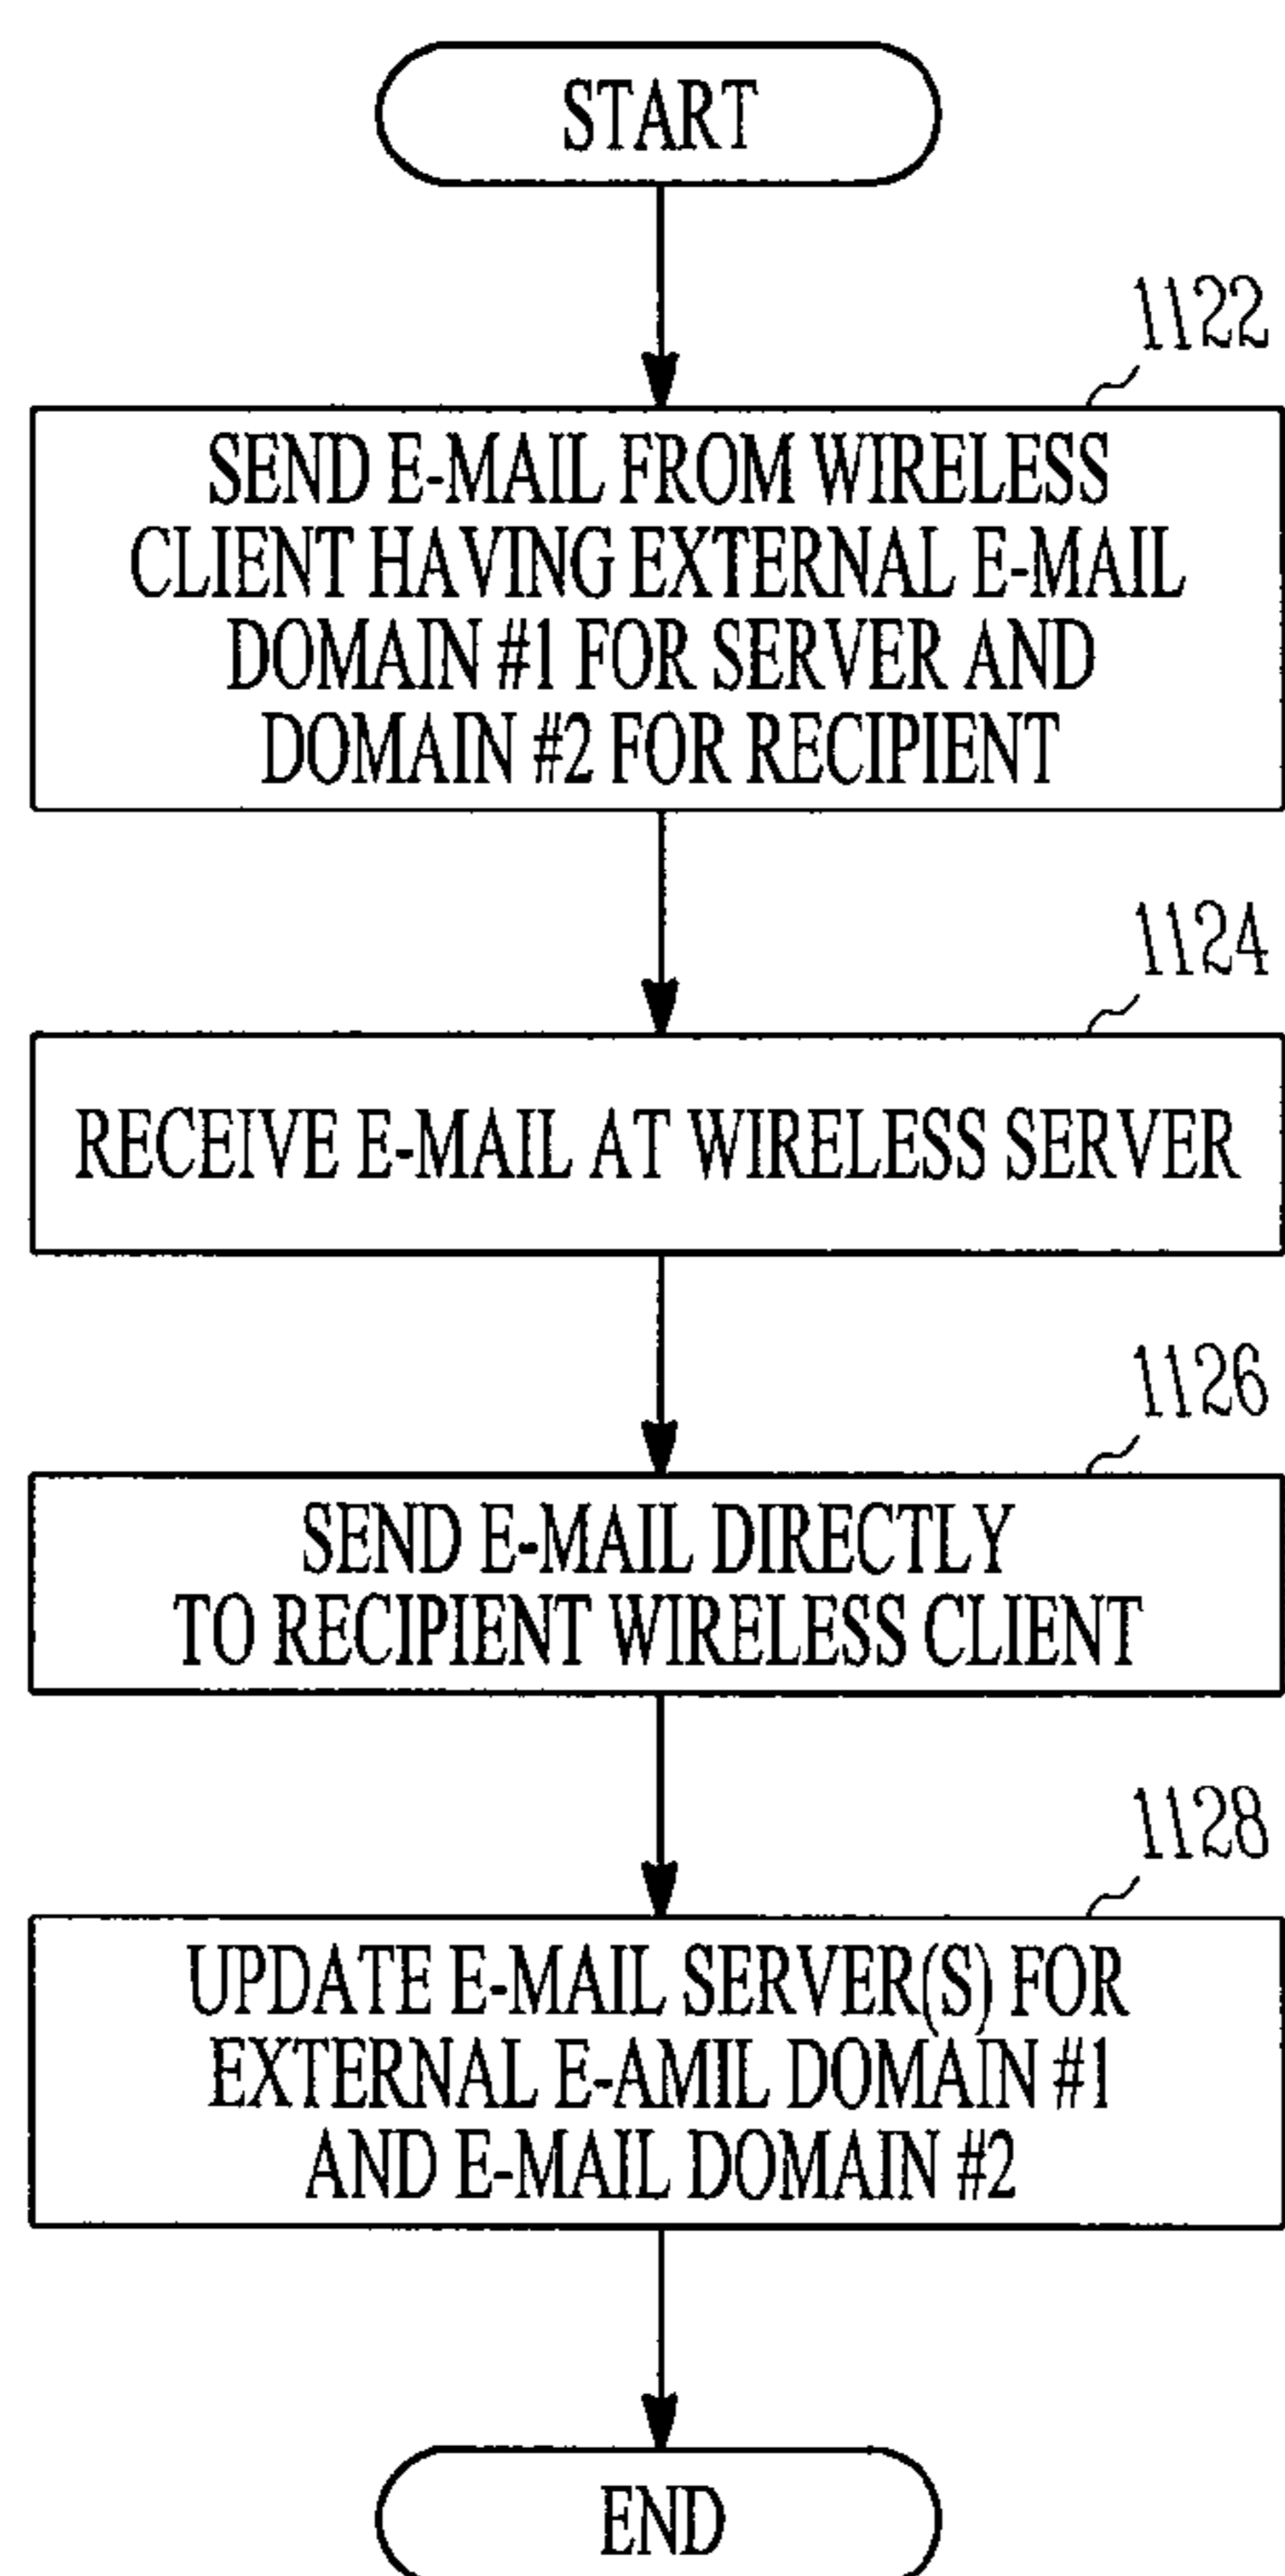 START
1122
SEND E-MAIL FROM WIRELESS
CLIENT HAVING EXTERNAL E-MAIL
DOMAIN #1 FOR SERVER AND
DOMAIN #2 FOR RECIPIENT
1124
RECEIVE E-MAIL AT WIRELESS SERVER
1126
SEND E-MAIL DIRECTLY
TO RECIPIENT WIRELESS CLIENT
1128
UPDATE E-MAIL SERVER(S) FOR
EXTERNAL E-AMIL DOMAIN #1
AND E-MAIL DOMAIN #2
END